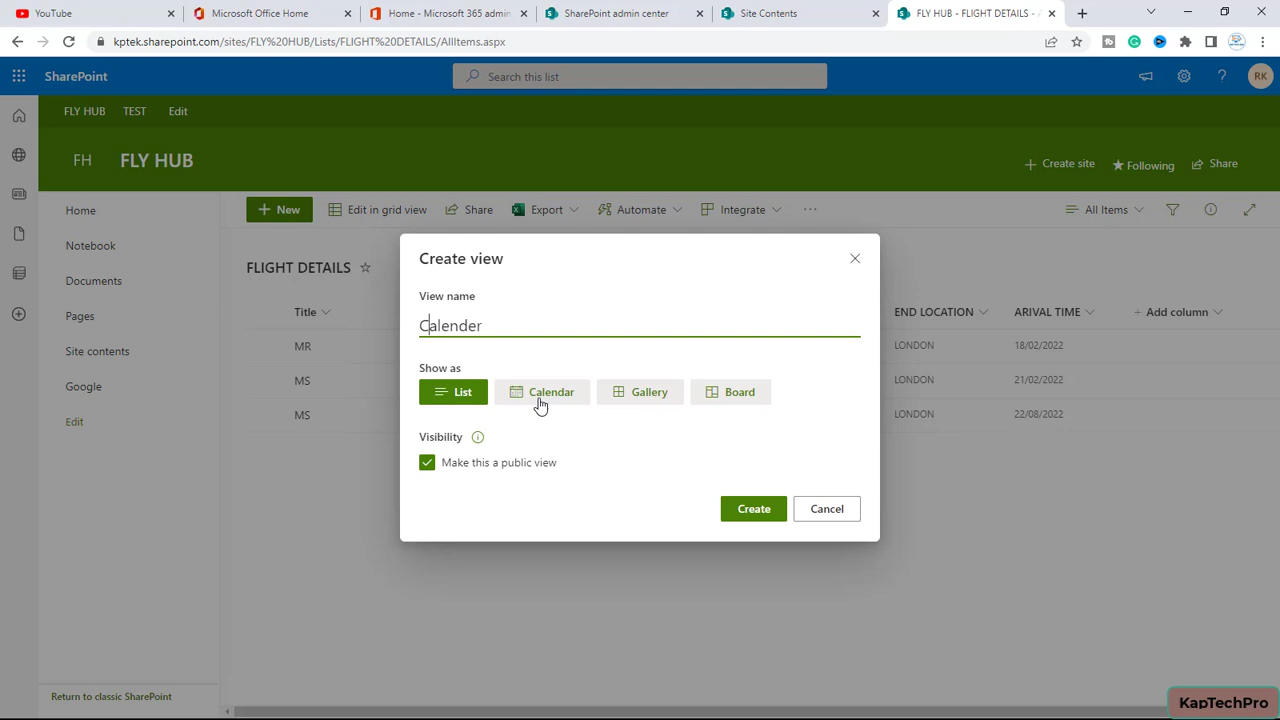 YouTube
Microsoft Office Home
Home - Microsoft 365 admin
SharePoint admin center
Site Contents
FLY HUB - FLIGHT DETAILS - A
kptek.sharepoint.com/sites/FLY%20HUB/Lists/FLIGHT%20DETAILS/AllItems.aspx
SharePoint
Search this list
RK
FLY HUB TEST Edit
FH FLY HUB
Create site Following Share
Home
New Edit in grid view Share Export Automate Integrate All Items
Notebook
FLIGHT DETAILS
Documents
Title END LOCATION ARIVAL TIME + Add column
Pages
MR LONDON 18/02/2022
Site contents
MS LONDON 21/02/2022
Google
MS LONDON 22/08/2022
Edit
Create view
View name
Calender
Show as
List Calendar Gallery Board
Visibility
Make this a public view
Create Cancel
Return to classic SharePoint
KapTechPro